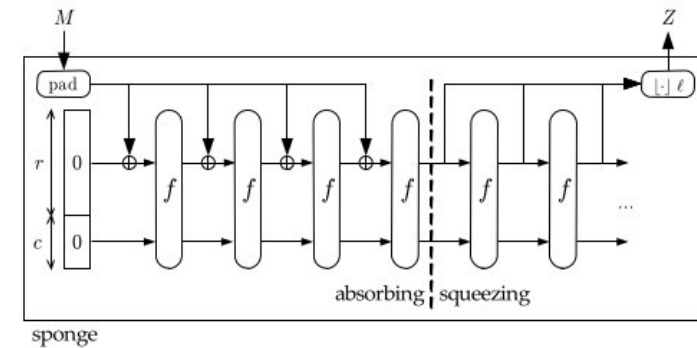 M
Z
pad
⌊·⌋ ℓ
r
0
f
f
f
f
f
f
...
c
0
absorbing
squeezing
sponge